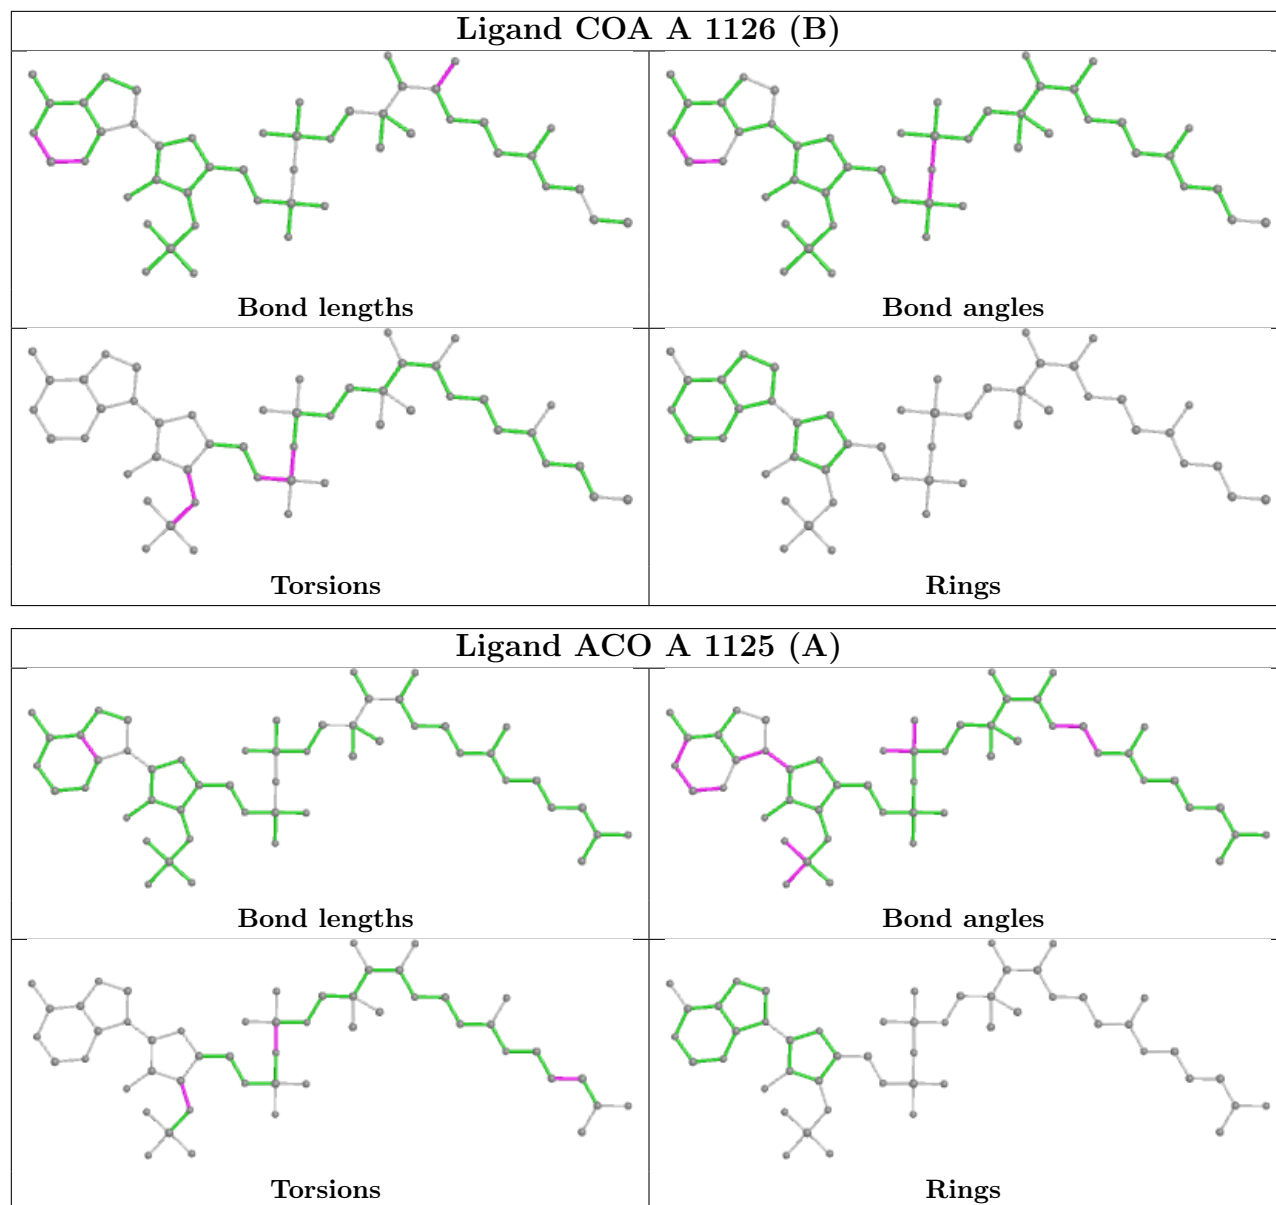 Ligand COA A 1126 (B)
Bond lengths
Bond angles
Torsions
Rings
Ligand ACO A 1125 (A)
Bond lengths
Bond angles
Torsions
Rings